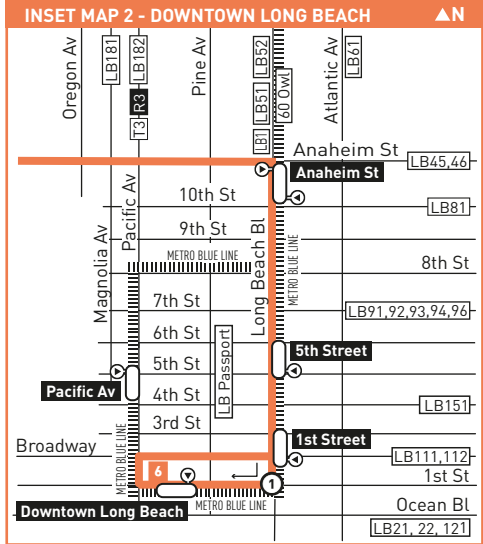 INSET MAP 2 - DOWNTOWN LONG BEACH
▲N
Oregon Av
LB181
LB182
T3
R3
Pine Av
LB1
LB51
LB52
60 Owl
Atlantic Av
LB61
Anaheim St
LB45,46
Anaheim St
10th St
LB81
9th St
Magnolia Av
Pacific Av
Long Beach Bl
METRO BLUE LINE
METRO BLUE LINE
8th St
7th St
LB91,92,93,94,96
6th St
LB Passport
5th Street
5th St
Pacific Av
4th St
LB151
3rd St
1st Street
Broadway
LB111,112
METRO BLUE LINE
6
1st St
1
Downtown Long Beach
METRO BLUE LINE
Ocean Bl
LB21, 22, 121